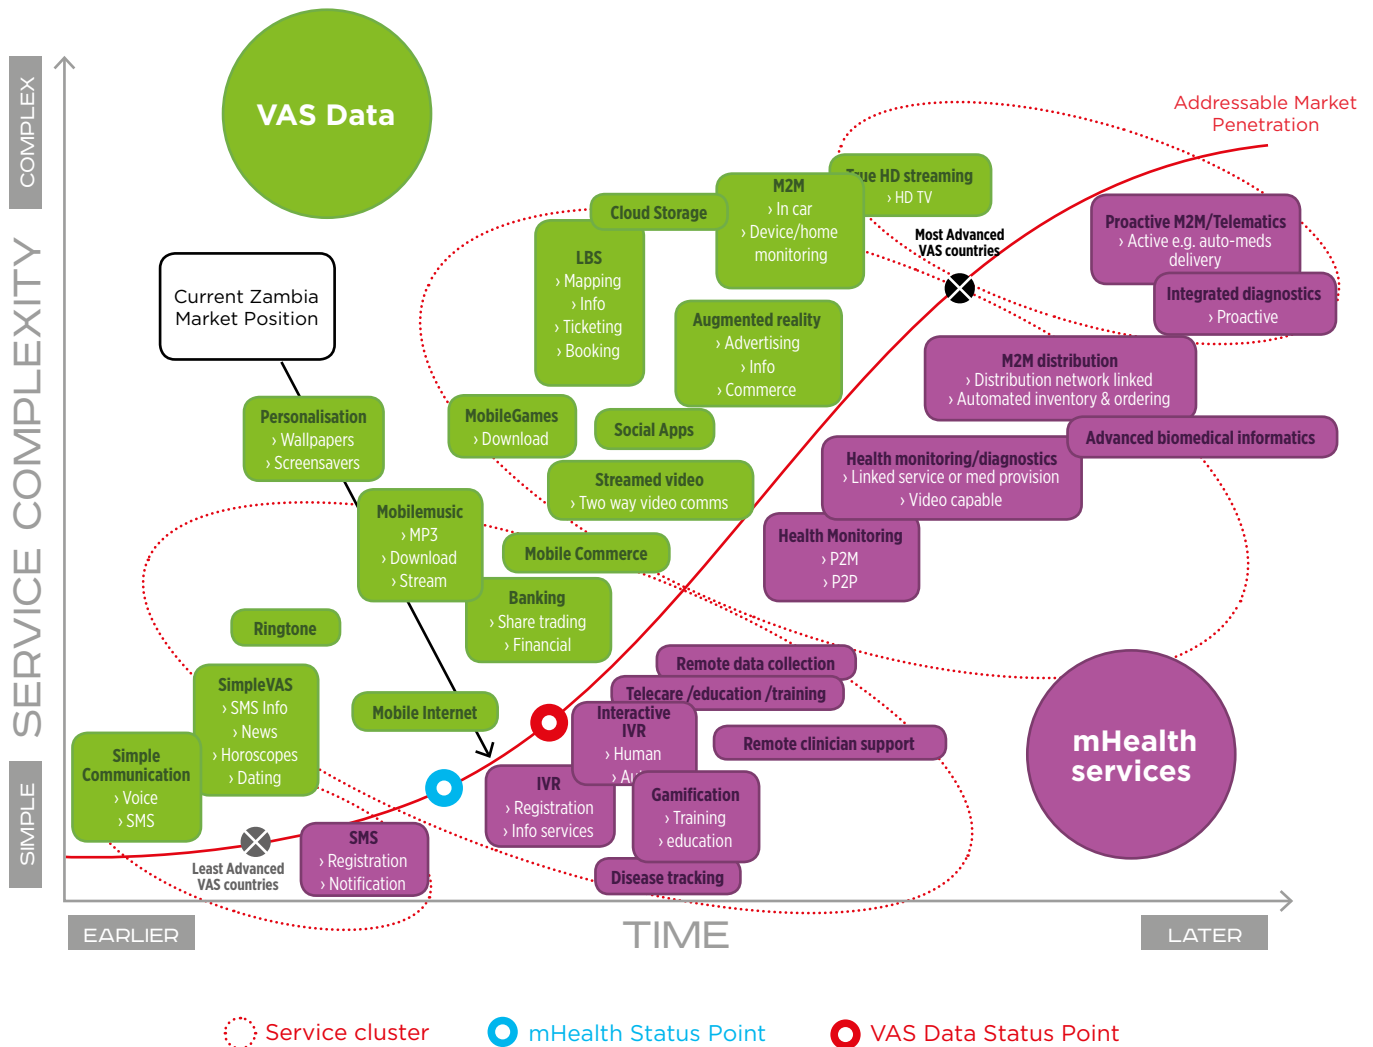 COMPLEX
SERVICE COMPLEXITY
SIMPLE
VAS Data
Addressable Market
Penetration
Current Zambia
Market Position
True HD streaming
› HD TV
M2M
› In car
› Device/home
monitoring
Cloud Storage
LBS
› Mapping
› Info
› Ticketing
› Booking
Most Advanced
VAS countries
Proactive M2M/Telematics
› Active e.g. auto-meds
delivery
Integrated diagnostics
› Proactive
Augmented reality
› Advertising
› Info
› Commerce
M2M distribution
› Distribution network linked
› Automated inventory & ordering
Personalisation
› Wallpapers
› Screensavers
MobileGames
› Download
Social Apps
Advanced biomedical informatics
Health monitoring/diagnostics
› Linked service or med provision
› Video capable
Streamed video
› Two way video comms
Mobilemusic
› MP3
› Download
› Stream
Mobile Commerce
Health Monitoring
› P2M
› P2P
Banking
› Share trading
› Financial
Ringtone
Remote data collection
Telecare /education /training
SimpleVAS
› SMS Info
› News
› Horoscopes
› Dating
Mobile Internet
Interactive
IVR
› Human
Remote clinician support
mHealth
services
Simple
Communication
› Voice
› SMS
IVR
› Registration
› Info services
Gamification
› Training
› education
SMS
› Registration
› Notification
Least Advanced
VAS countries
Disease tracking
EARLIER
TIME
LATER
Service cluster
mHealth Status Point
VAS Data Status Point